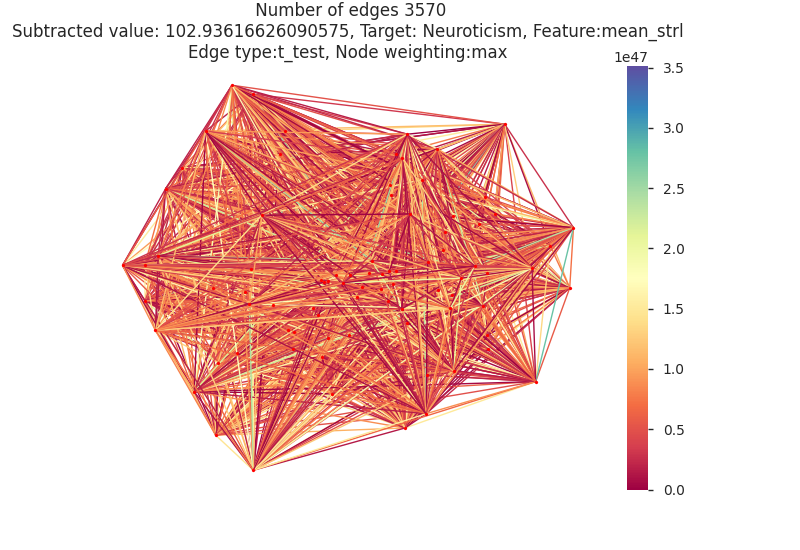 Number of edges 3570
Subtracted value: 102.93616626090575, Target: Neuroticism, Feature:mean_strl
Edge type:t_test, Node weighting:max
1e47
3.5
3.0
2.5
2.0
1.5
1.0
0.5
0.0